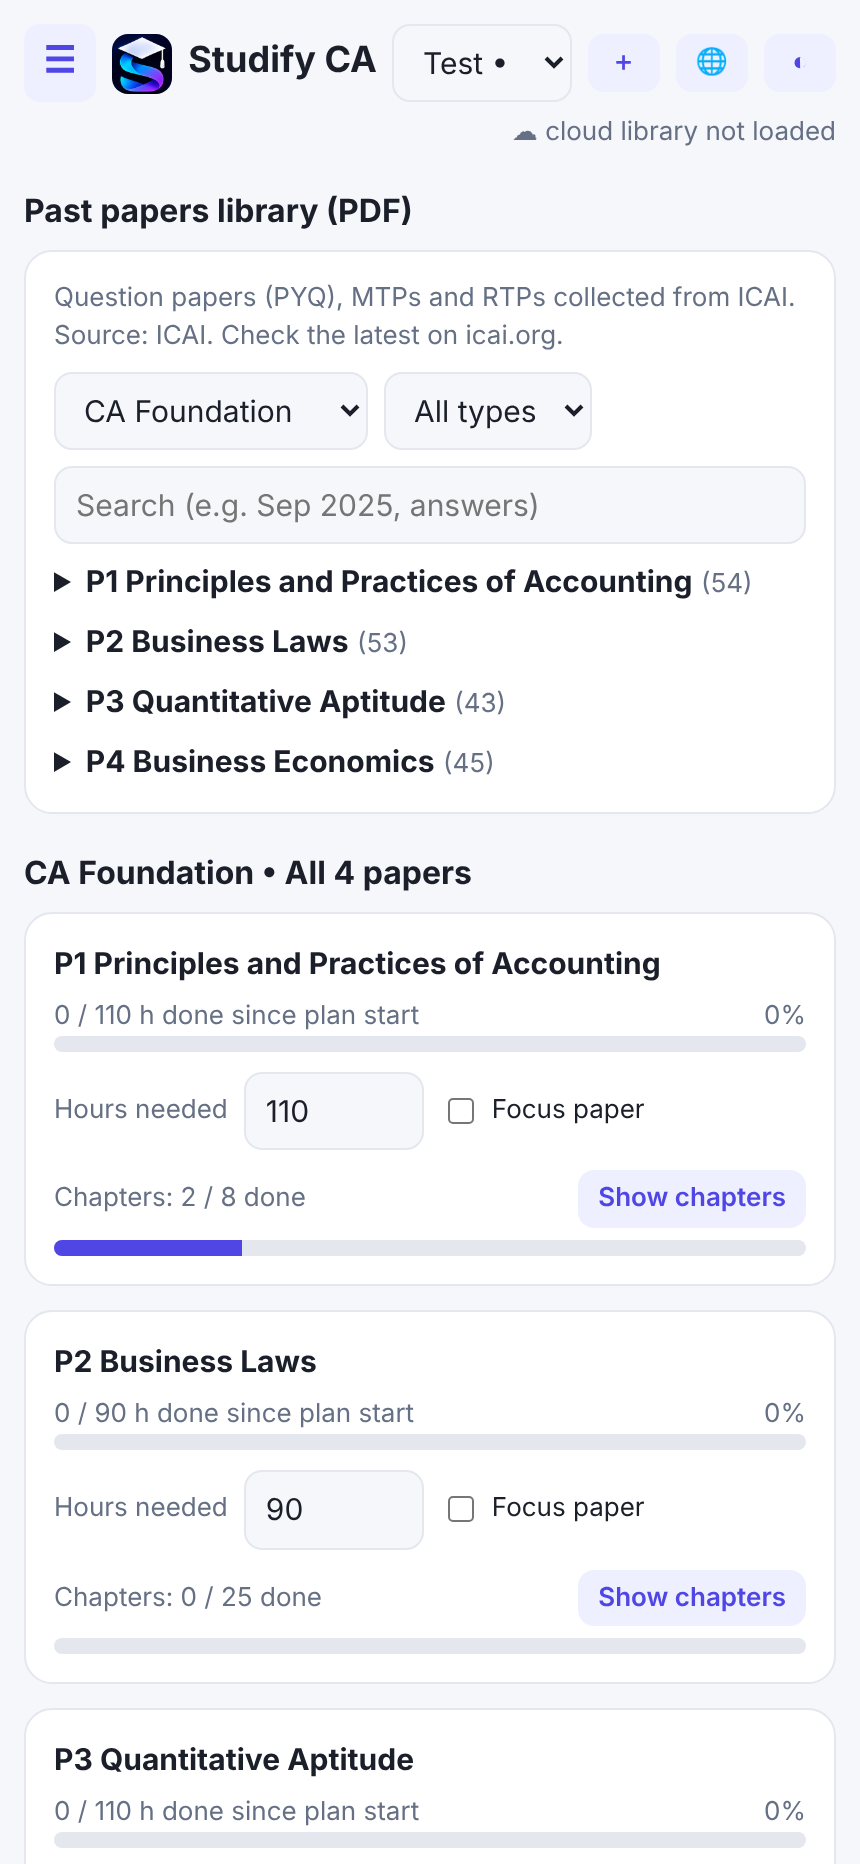 ☰ Studify CA Test • + 🌐
☁ cloud library not loaded
Past papers library (PDF)
Question papers (PYQ), MTPs and RTPs collected from ICAI.
Source: ICAI. Check the latest on icai.org.
CA Foundation All types
Search (e.g. Sep 2025, answers)
▶ P1 Principles and Practices of Accounting (54)
▶ P2 Business Laws (53)
▶ P3 Quantitative Aptitude (43)
▶ P4 Business Economics (45)
CA Foundation • All 4 papers
P1 Principles and Practices of Accounting
0 / 110 h done since plan start 0%
Hours needed 110 Focus paper
Chapters: 2 / 8 done Show chapters
P2 Business Laws
0 / 90 h done since plan start 0%
Hours needed 90 Focus paper
Chapters: 0 / 25 done Show chapters
P3 Quantitative Aptitude
0 / 110 h done since plan start 0%